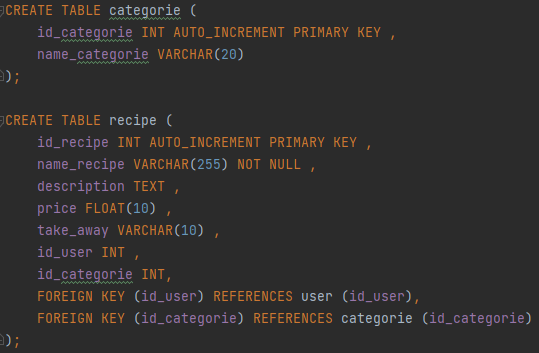 CREATE TABLE categorie (
    id_categorie INT AUTO_INCREMENT PRIMARY KEY ,
    name_categorie VARCHAR(20)
);
CREATE TABLE recipe (
    id_recipe INT AUTO_INCREMENT PRIMARY KEY ,
    name_recipe VARCHAR(255) NOT NULL ,
    description TEXT ,
    price FLOAT(10) ,
    take_away VARCHAR(10) ,
    id_user INT ,
    id_categorie INT,
    FOREIGN KEY (id_user) REFERENCES user (id_user),
    FOREIGN KEY (id_categorie) REFERENCES categorie (id_categorie)
);